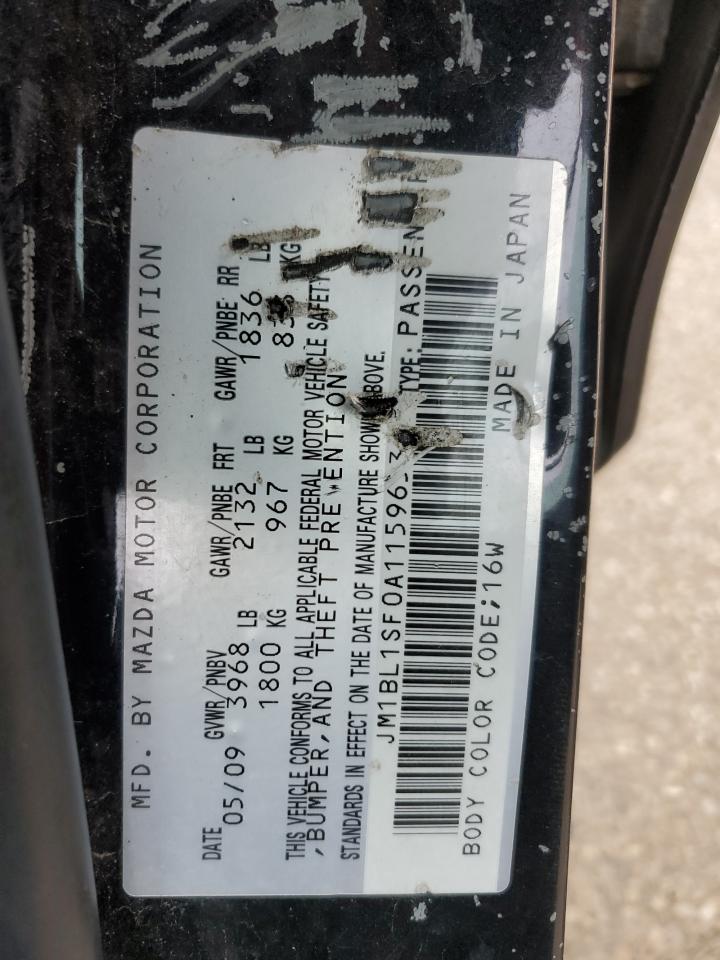 MFD. BY MAZDA MOTOR CORPORATION
DATE GVWR/PNBV GAWR/PNBE FRT GAWR/PNBE RR
05/09 3968 LB 2132 LB 1836 LB
1800 KG 967 KG KG
THIS VEHICLE CONFORMS TO ALL APPLICABLE FEDERAL MOTOR VEHICLE SAFETY
,BUMPER,AND THEFT PREVENTION
STANDARDS IN EFFECT ON THE DATE OF MANUFACTURE SHOWN ABOVE.
TYPE: 
BODY COLOR CODE;16W MADE IN JAPAN